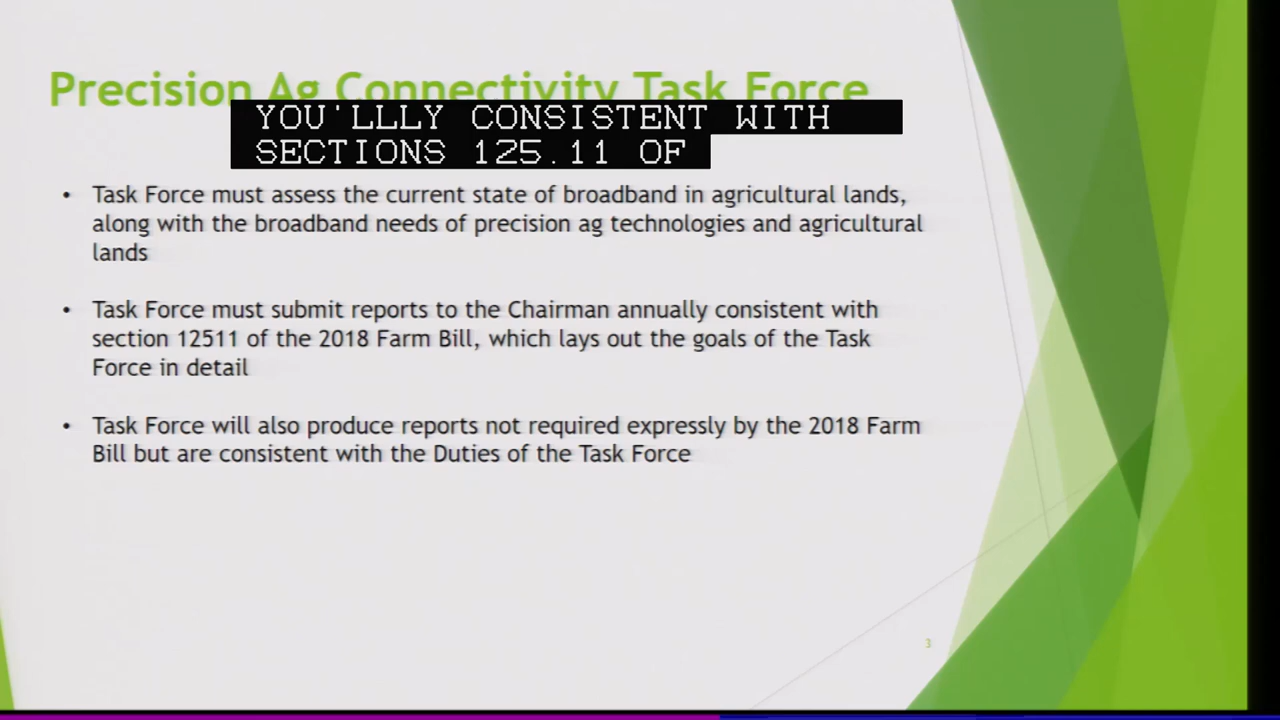 Precision Ag Connectivity Task Force
YOU'LLLY CONSISTENT WITH
SECTIONS 125.11 OF
• Task Force must assess the current state of broadband in agricultural lands,
along with the broadband needs of precision ag technologies and agricultural
lands
• Task Force must submit reports to the Chairman annually consistent with
section 12511 of the 2018 Farm Bill, which lays out the goals of the Task
Force in detail
• Task Force will also produce reports not required expressly by the 2018 Farm
Bill but are consistent with the Duties of the Task Force
3